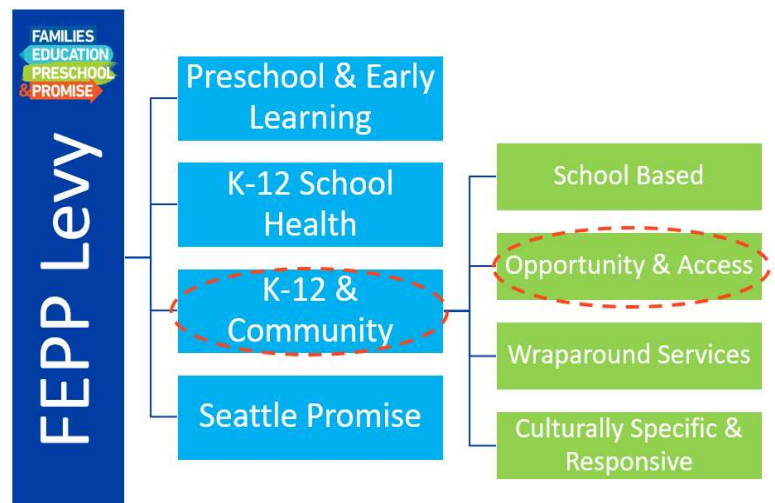 FAMILIES
EDUCATION
PRESCHOOL
& PROMISE
FEPP Levy
Preschool & Early
Learning
K-12 School
Health
K-12 &
Community
Seattle Promise
School Based
Opportunity & Access
Wraparound Services
Culturally Specific &
Responsive